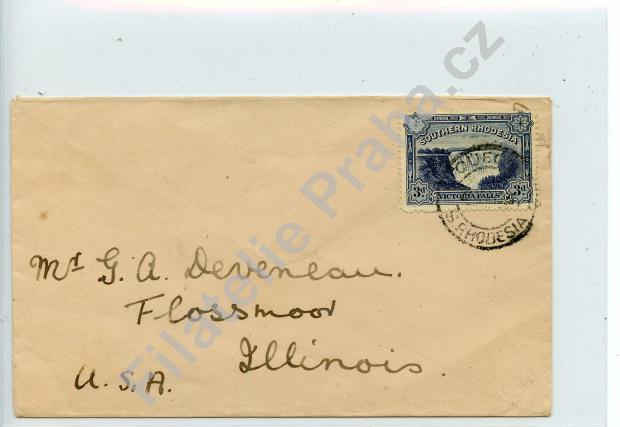 SOUTHERN RHODESIA
3d 3d
VICTORIA FALLS
S. RHODESIA
Mr G. A. Deveneau.
Flossmoor
Illinois.
U.S.A.
Filatelie Praha.cz